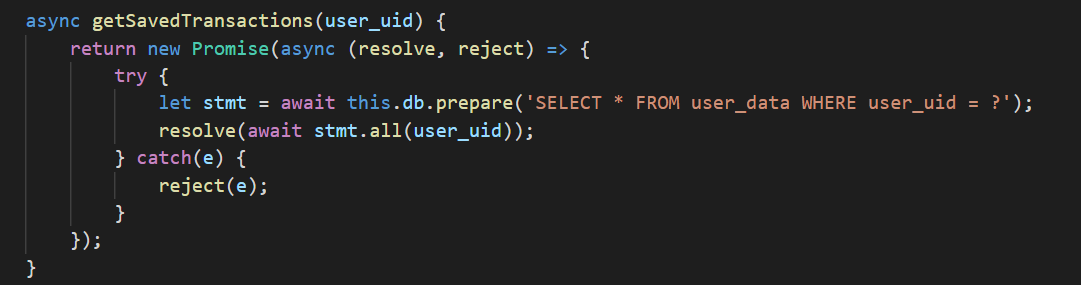 async getSavedTransactions(user_uid) {
    return new Promise(async (resolve, reject) => {
        try {
            let stmt = await this.db.prepare('SELECT * FROM user_data WHERE user_uid = ?');
            resolve(await stmt.all(user_uid));
        } catch(e) {
            reject(e);
        }
    });
}